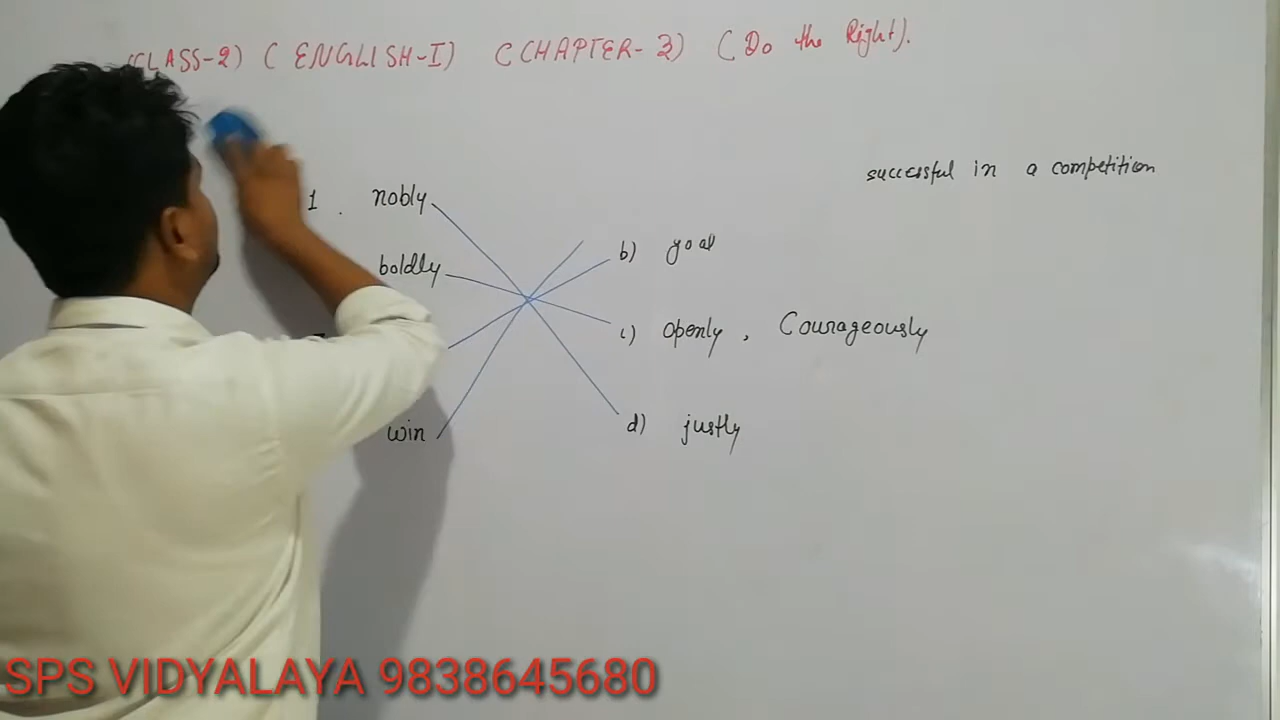 (CLASS-2) ( ENGLISH-I) ( CHAPTER-3) ( Do the Right).
successful in a competition
1. nobly
b) goal
boldly
c) Openly, Courageously
win
d) justly
SPS VIDYALAYA 9838645680